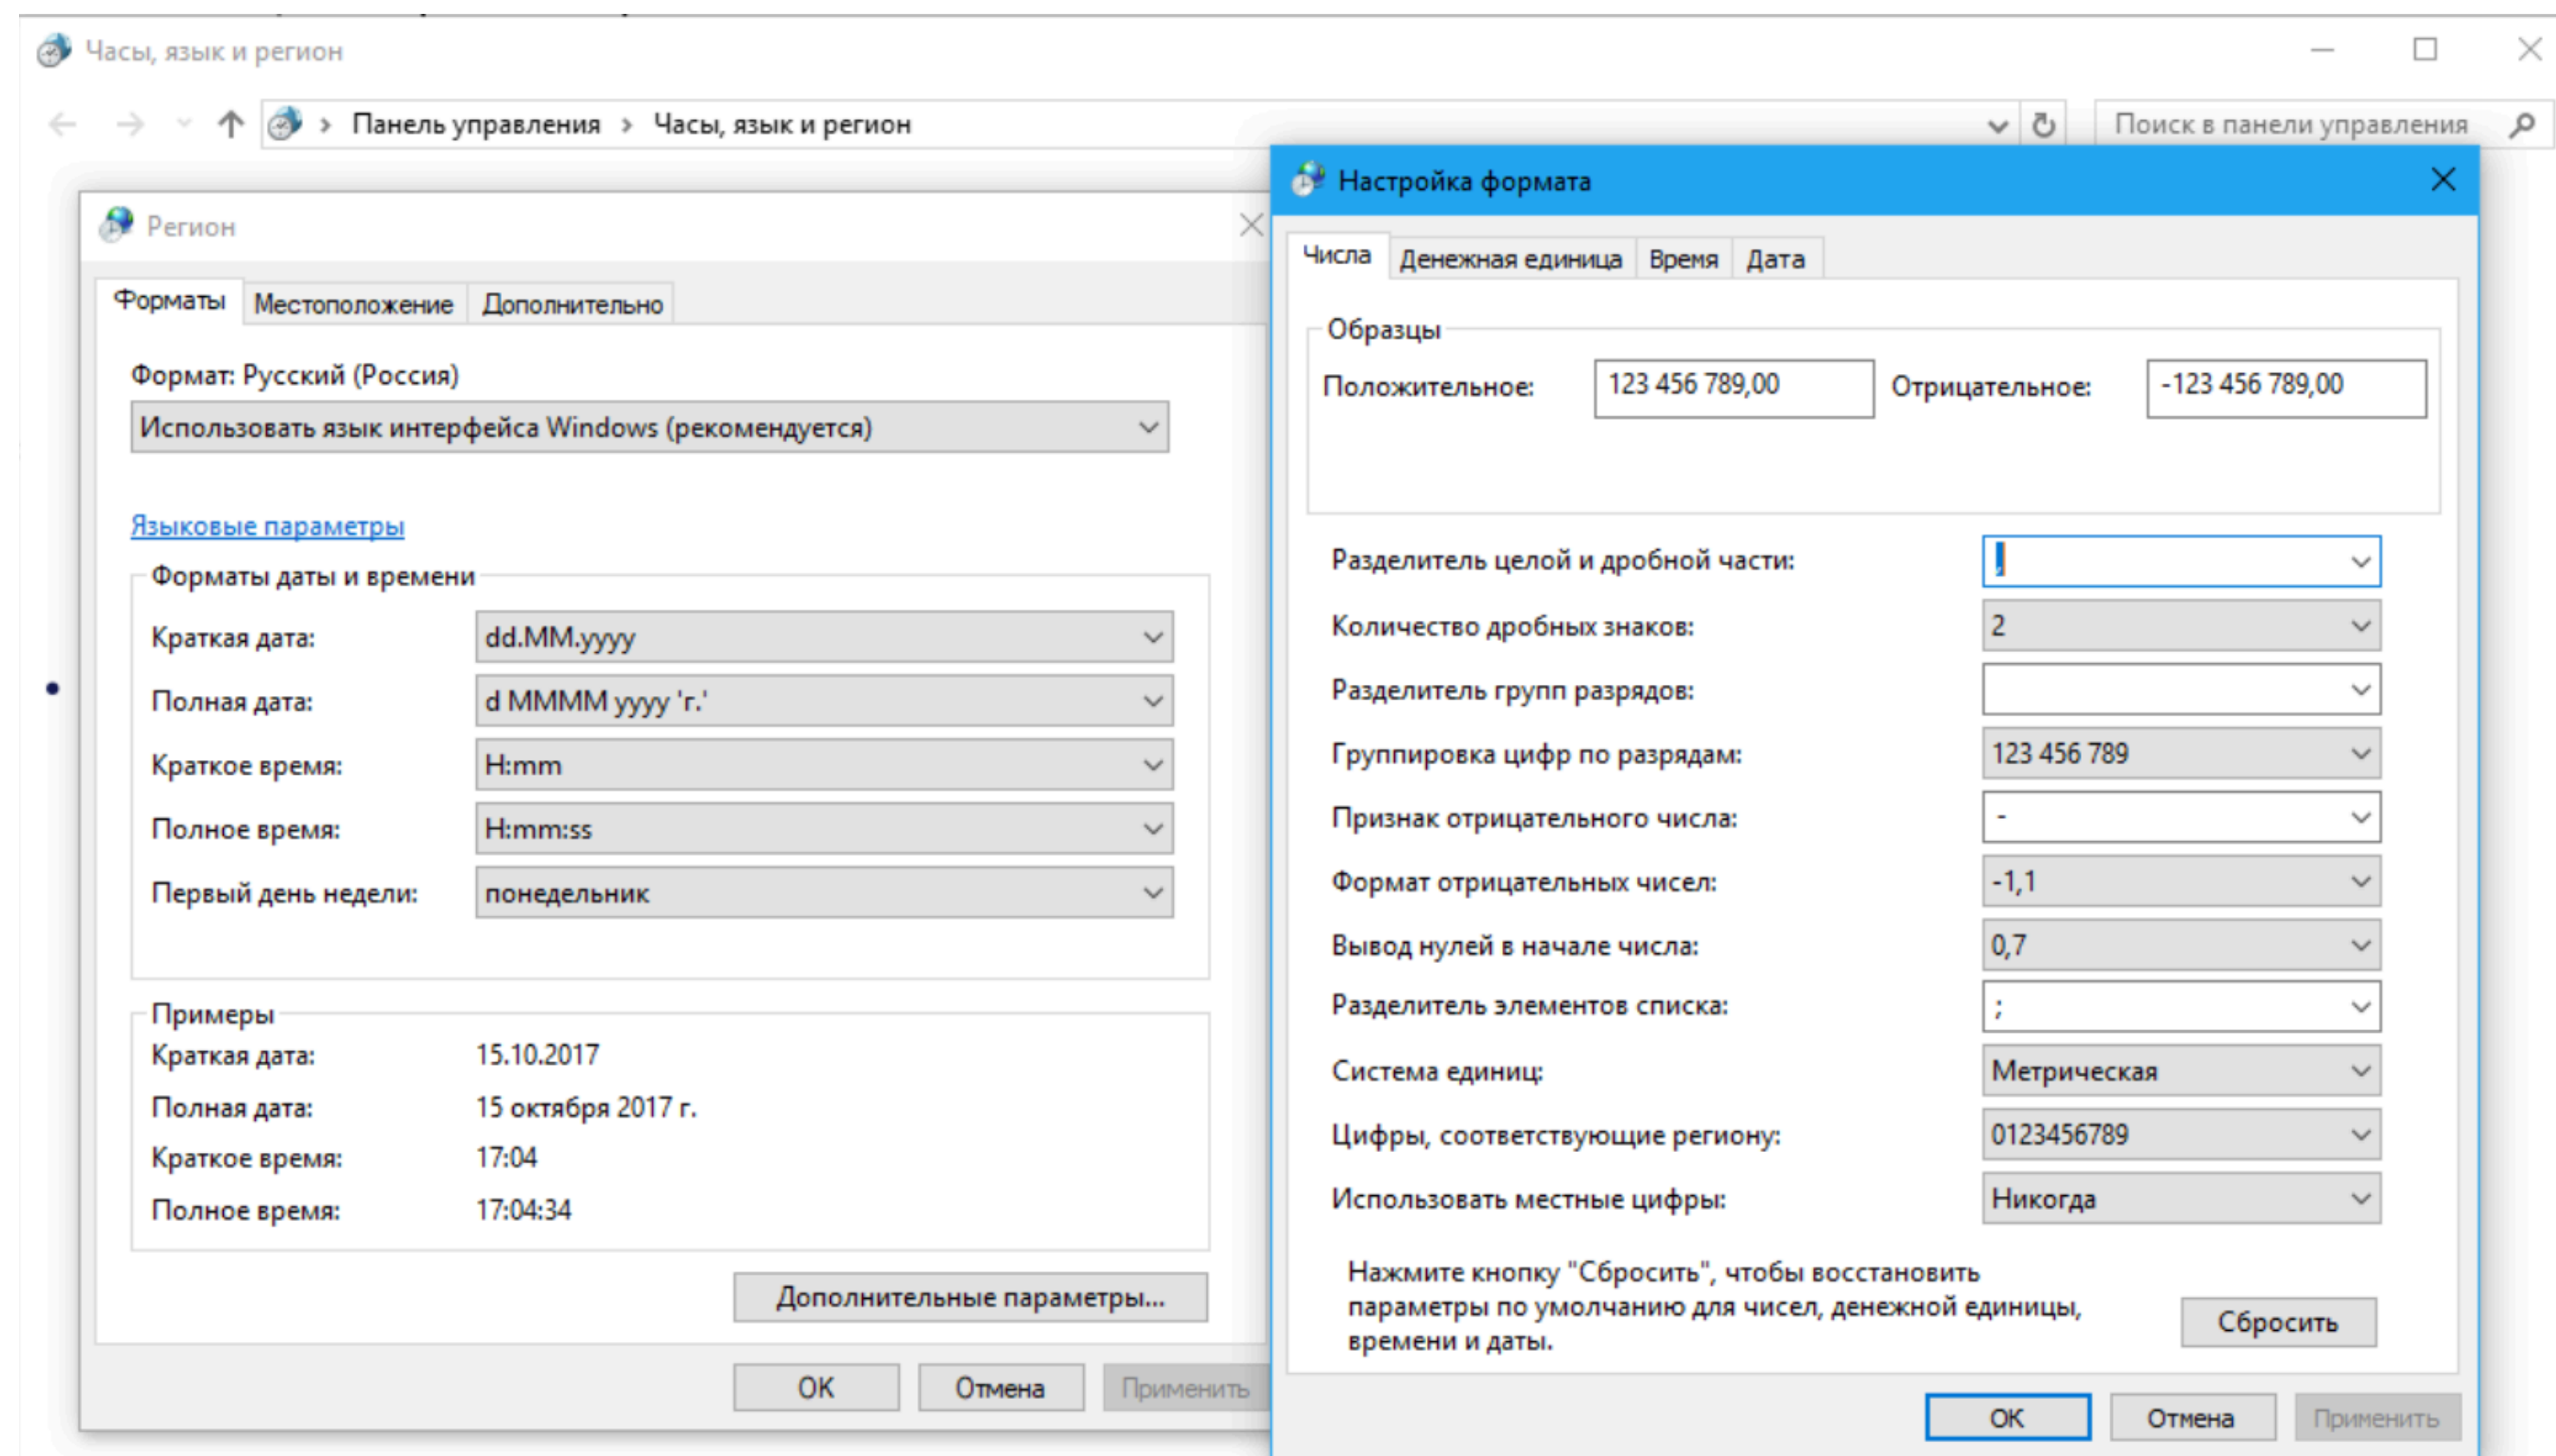 Часы, язык и регион
Панель управления › Часы, язык и регион
Поиск в панели управления
Регион
Форматы Местоположение Дополнительно
Формат: Русский (Россия)
Использовать язык интерфейса Windows (рекомендуется)
Языковые параметры
Форматы даты и времени
Краткая дата: dd.MM.yyyy
Полная дата: d MMMM yyyy 'г.'
Краткое время: H:mm
Полное время: H:mm:ss
Первый день недели: понедельник
Примеры
Краткая дата: 15.10.2017
Полная дата: 15 октября 2017 г.
Краткое время: 17:04
Полное время: 17:04:34
Дополнительные параметры...
ОК Отмена Применить
Настройка формата
Числа Денежная единица Время Дата
Образцы
Положительное: 123 456 789,00 Отрицательное: -123 456 789,00
Разделитель целой и дробной части: ,
Количество дробных знаков: 2
Разделитель групп разрядов:
Группировка цифр по разрядам: 123 456 789
Признак отрицательного числа: -
Формат отрицательных чисел: -1,1
Вывод нулей в начале числа: 0,7
Разделитель элементов списка: ;
Система единиц: Метрическая
Цифры, соответствующие региону: 0123456789
Использовать местные цифры: Никогда
Нажмите кнопку "Сбросить", чтобы восстановить
параметры по умолчанию для чисел, денежной единицы,
времени и даты.
Сбросить
ОК Отмена Применить